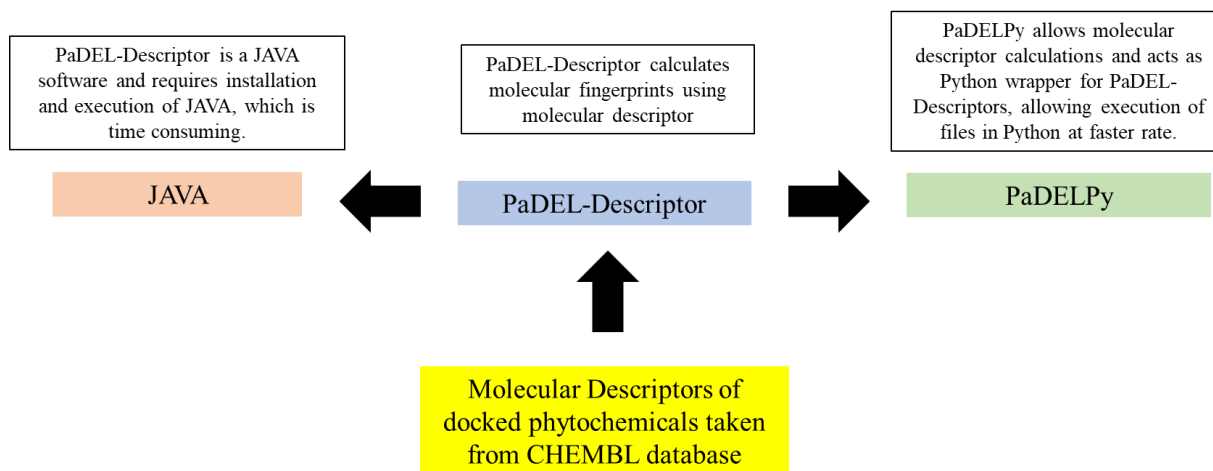 PaDEL-Descriptor is a JAVA
software and requires installation
and execution of JAVA, which is
time consuming.
JAVA
PaDEL-Descriptor calculates
molecular fingerprints using
molecular descriptor
PaDEL-Descriptor
PaDELPy allows molecular
descriptor calculations and acts as
Python wrapper for PaDEL-
Descriptors, allowing execution of
files in Python at faster rate.
PaDELPy
Molecular Descriptors of
docked phytochemicals taken
from CHEMBL database